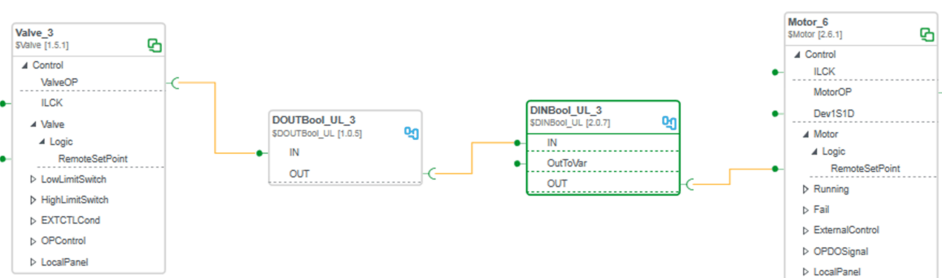 Valve_3
$Valve [1.5.1]
Control
ValveOP
ILCK
Valve
Logic
RemoteSetPoint
LowLimitSwitch
HighLimitSwitch
EXTCTLCond
OPControl
LocalPanel
DOUTBool_UL_3
$DOUTBool_UL [1.0.5]
IN
OUT
DINBool_UL_3
$DINBool_UL [2.0.7]
IN
OutToVar
OUT
Motor_6
$Motor [2.6.1]
Control
ILCK
MotorOP
Dev1S1D
Motor
Logic
RemoteSetPoint
Running
Fail
ExternalControl
OPDOSignal
LocalPanel